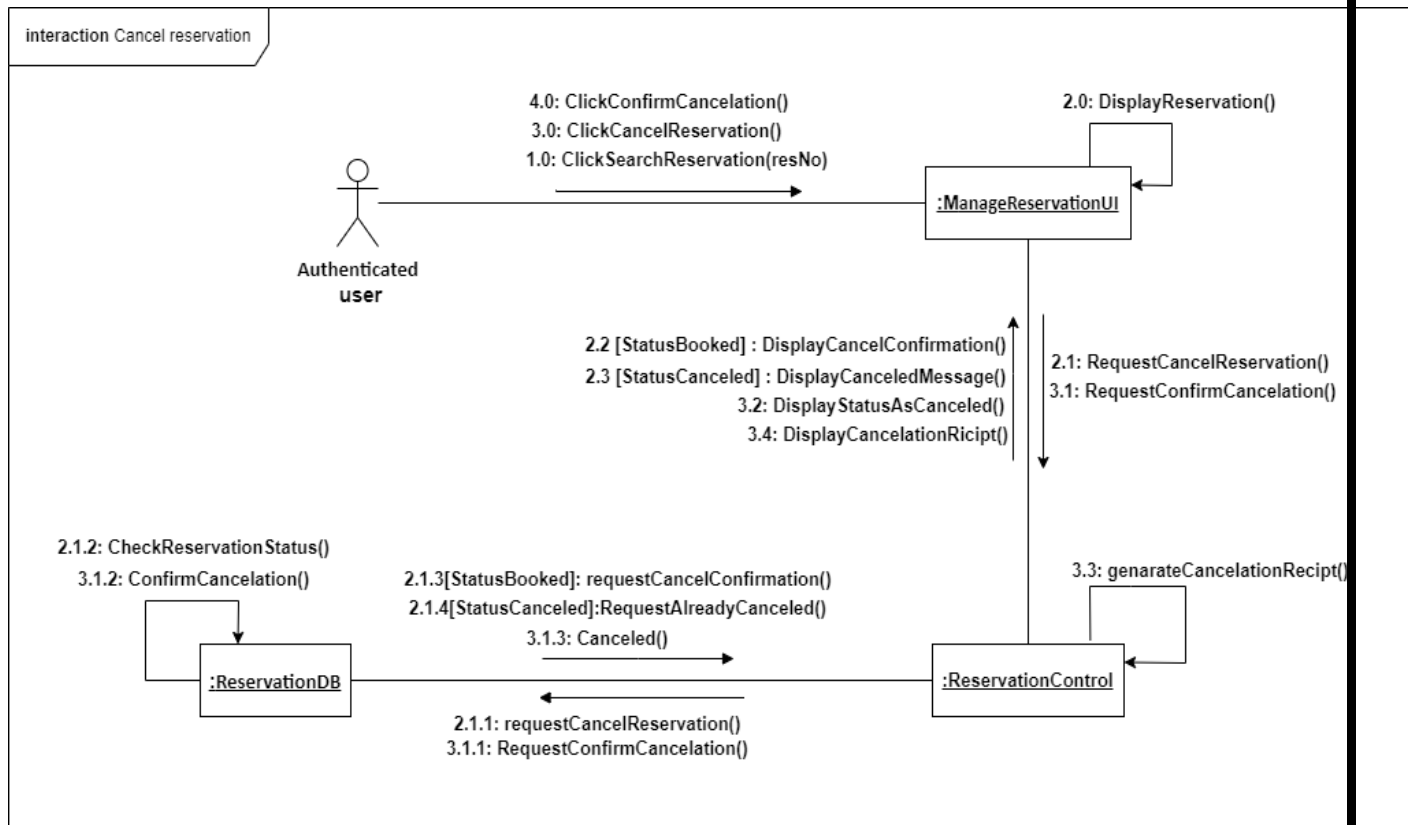 interaction Cancel reservation
4.0: ClickConfirmCancelation()
3.0: ClickCancelReservation()
1.0: ClickSearchReservation(resNo)
2.0: DisplayReservation()
:ManageReservationUI
Authenticated
user
2.2 [StatusBooked] : DisplayCancelConfirmation()
2.3 [StatusCanceled] : DisplayCanceledMessage()
3.2: DisplayStatusAsCanceled()
3.4: DisplayCancelationRicipt()
2.1: RequestCancelReservation()
3.1: RequestConfirmCancelation()
2.1.2: CheckReservationStatus()
3.1.2: ConfirmCancelation()
2.1.3[StatusBooked]: requestCancelConfirmation()
2.1.4[StatusCanceled]:RequestAlreadyCanceled()
3.1.3: Canceled()
3.3: genarateCancelationRecipt()
:ReservationDB
:ReservationControl
2.1.1: requestCancelReservation()
3.1.1: RequestConfirmCancelation()